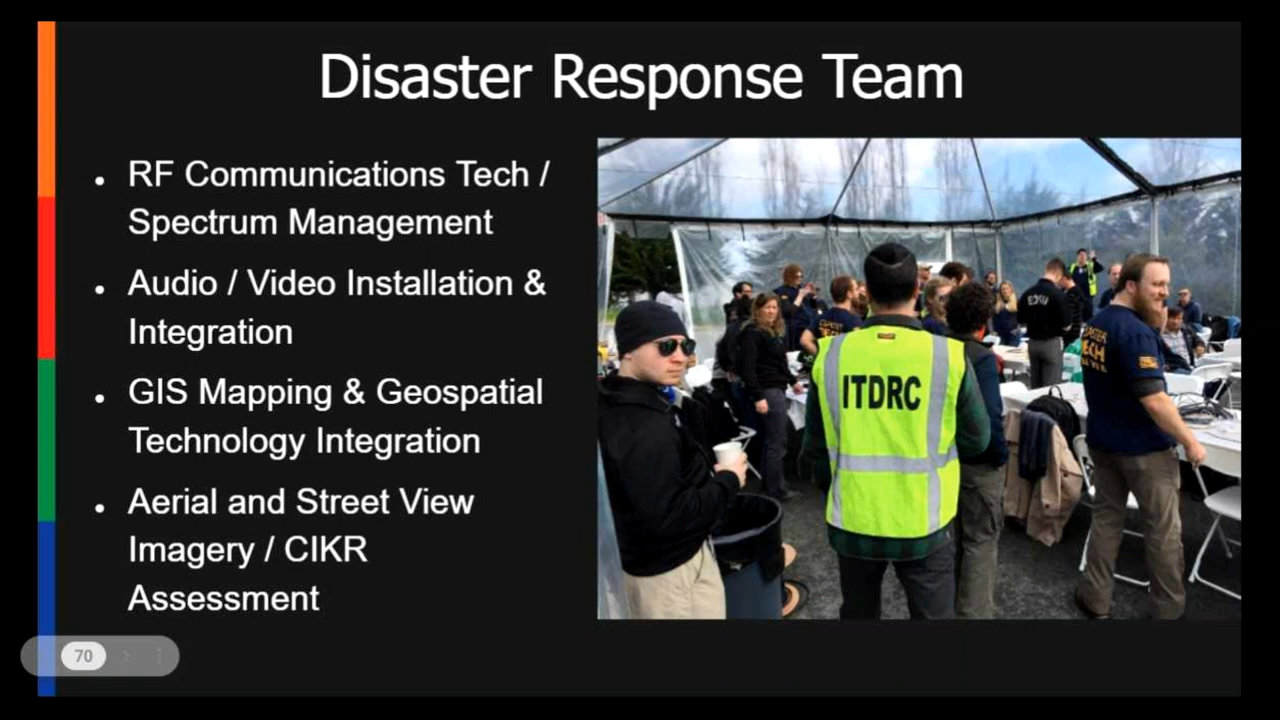 Disaster Response Team
• RF Communications Tech /
Spectrum Management
• Audio / Video Installation &
Integration
• GIS Mapping & Geospatial
Technology Integration
• Aerial and Street View
Imagery / CIKR
Assessment
ITDRC
TECH
70